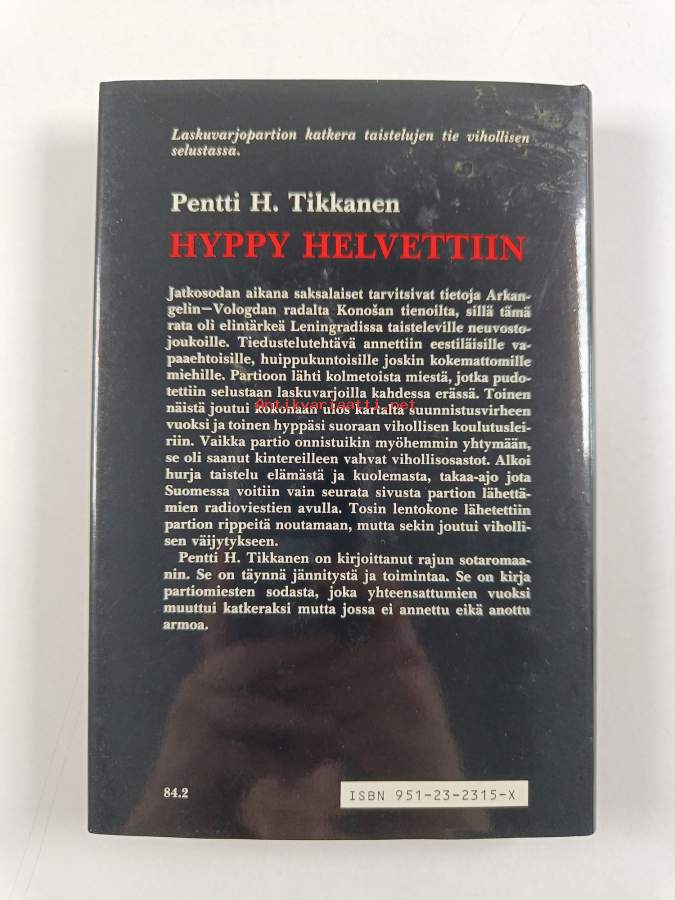 Laskuvarjopartion katkera taistelujen tie vihollisen
selustassa.
Pentti H. Tikkanen
HYPPY HELVETTIIN
Jatkosodan aikana saksalaiset tarvitsivat tietoja Arkan-
gelin—Vologdan radalta Konošan tienoilta, sillä tämä
rata oli elintärkeä Leningradissa taisteleville neuvosto-
joukoille. Tiedustelutehtävä annettiin eestiläisille va-
paaehtoisille, huippukuntoisille joskin kokemattomille
miehille. Partioon lähti kolmetoista miestä, jotka pudo-
tettiin selustaan laskuvarjoilla kahdessa erässä. Toinen
Antikvariaatti.net
näistä joutui kokonaan ulos kartalta suunnistusvirheen
vuoksi ja toinen hyppäsi suoraan vihollisen koulutuslei-
riin. Vaikka partio onnistuikin myöhemmin yhtymään,
se oli saanut kintereilleen vahvat vihollisosastot. Alkoi
hurja taistelu elämästä ja kuolemasta, takaa-ajo jota
Suomessa voitiin vain seurata sivusta partion lähettä-
mien radioviestien avulla. Tosin lentokone lähetettiin
partion rippeitä noutamaan, mutta sekin joutui viholli-
sen väijytykseen.
Pentti H. Tikkanen on kirjoittanut rajun sotaromaa-
nin. Se on täynnä jännitystä ja toimintaa. Se on kirja
partiomiesten sodasta, joka yhteensattumien vuoksi
muuttui katkeraksi mutta jossa ei annettu eikä anottu
armoa.
84.2
ISBN 951-23-2315-X